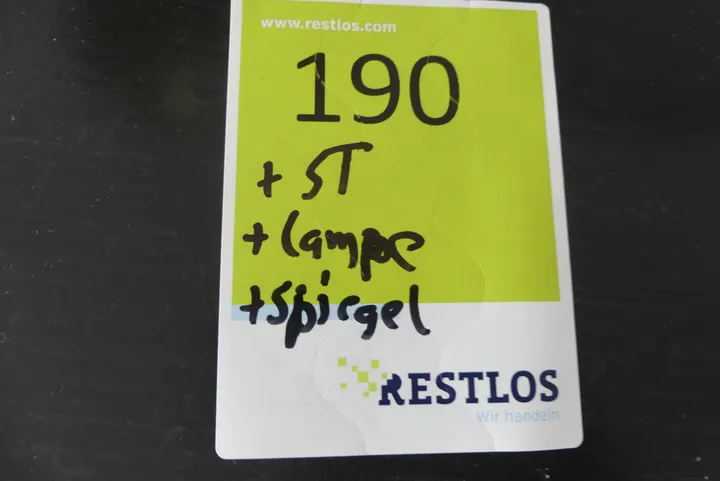 www.restlos.com
190
+ ST
+ Lampe
+ Spiegel
RESTLOS
Wir handeln.